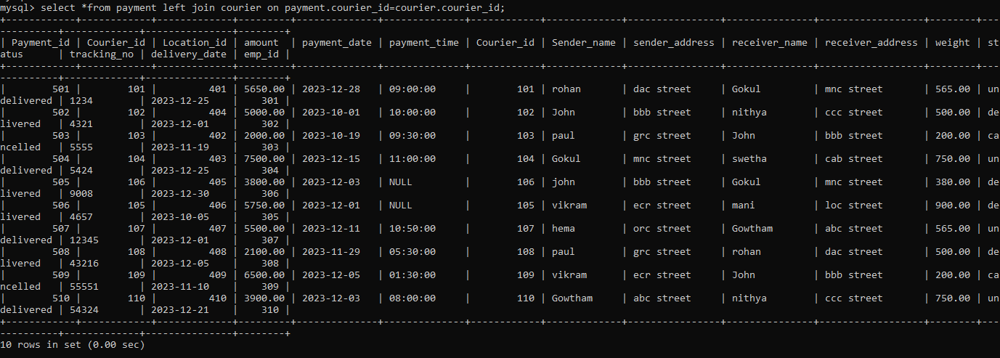 mysql> select *from payment left join courier on payment.courier_id=courier.courier_id;
+------------+------------+-------------+---------+--------------+--------------+------------+-------------+----------------+---------------+------------------+--------+---
----------+-------------+---------------+--------+
| Payment_id | Courier_id | Location_id | amount  | payment_date | payment_time | Courier_id | Sender_name | sender_address | receiver_name | receiver_address | weight | st
atus      | tracking_no | delivery_date | emp_id |
+------------+------------+-------------+---------+--------------+--------------+------------+-------------+----------------+---------------+------------------+--------+---
----------+-------------+---------------+--------+
|        501 |        101 |         401 | 5650.00 | 2023-12-28   | 09:00:00     |        101 | rohan       | dac street     | Gokul         | mnc street       | 565.00 | un
delivered | 1234        | 2023-12-25    |    301 |
|        502 |        102 |         404 | 5000.00 | 2023-10-01   | 10:00:00     |        102 | John        | bbb street     | nithya        | ccc street       | 500.00 | de
livered   | 4321        | 2023-12-01    |    302 |
|        503 |        103 |         402 | 2000.00 | 2023-10-19   | 09:30:00     |        103 | paul        | grc street     | John          | bbb street       | 200.00 | ca
ncelled   | 5555        | 2023-11-19    |    303 |
|        504 |        104 |         403 | 7500.00 | 2023-12-15   | 11:00:00     |        104 | Gokul       | mnc street     | swetha        | cab street       | 750.00 | un
delivered | 5424        | 2023-12-25    |    304 |
|        505 |        106 |         405 | 3800.00 | 2023-12-03   | NULL         |        106 | john        | bbb street     | Gokul         | mnc street       | 380.00 | de
livered   | 9008        | 2023-12-30    |    306 |
|        506 |        105 |         406 | 5750.00 | 2023-12-01   | NULL         |        105 | vikram      | ecr street     | mani          | loc street       | 900.00 | de
livered   | 4657        | 2023-10-05    |    305 |
|        507 |        107 |         407 | 5500.00 | 2023-12-11   | 10:50:00     |        107 | hema        | orc street     | Gowtham       | abc street       | 565.00 | un
delivered | 12345       | 2023-12-01    |    307 |
|        508 |        108 |         408 | 2100.00 | 2023-11-29   | 05:30:00     |        108 | paul        | grc street     | rohan         | dac street       | 500.00 | de
livered   | 43216       | 2023-12-05    |    308 |
|        509 |        109 |         409 | 6500.00 | 2023-12-05   | 01:30:00     |        109 | vikram      | ecr street     | John          | bbb street       | 200.00 | ca
ncelled   | 55551       | 2023-11-10    |    309 |
|        510 |        110 |         410 | 3900.00 | 2023-12-03   | 08:00:00     |        110 | Gowtham     | abc street     | nithya        | ccc street       | 750.00 | un
delivered | 54324       | 2023-12-21    |    310 |
+------------+------------+-------------+---------+--------------+--------------+------------+-------------+----------------+---------------+------------------+--------+---
----------+-------------+---------------+--------+
10 rows in set (0.00 sec)